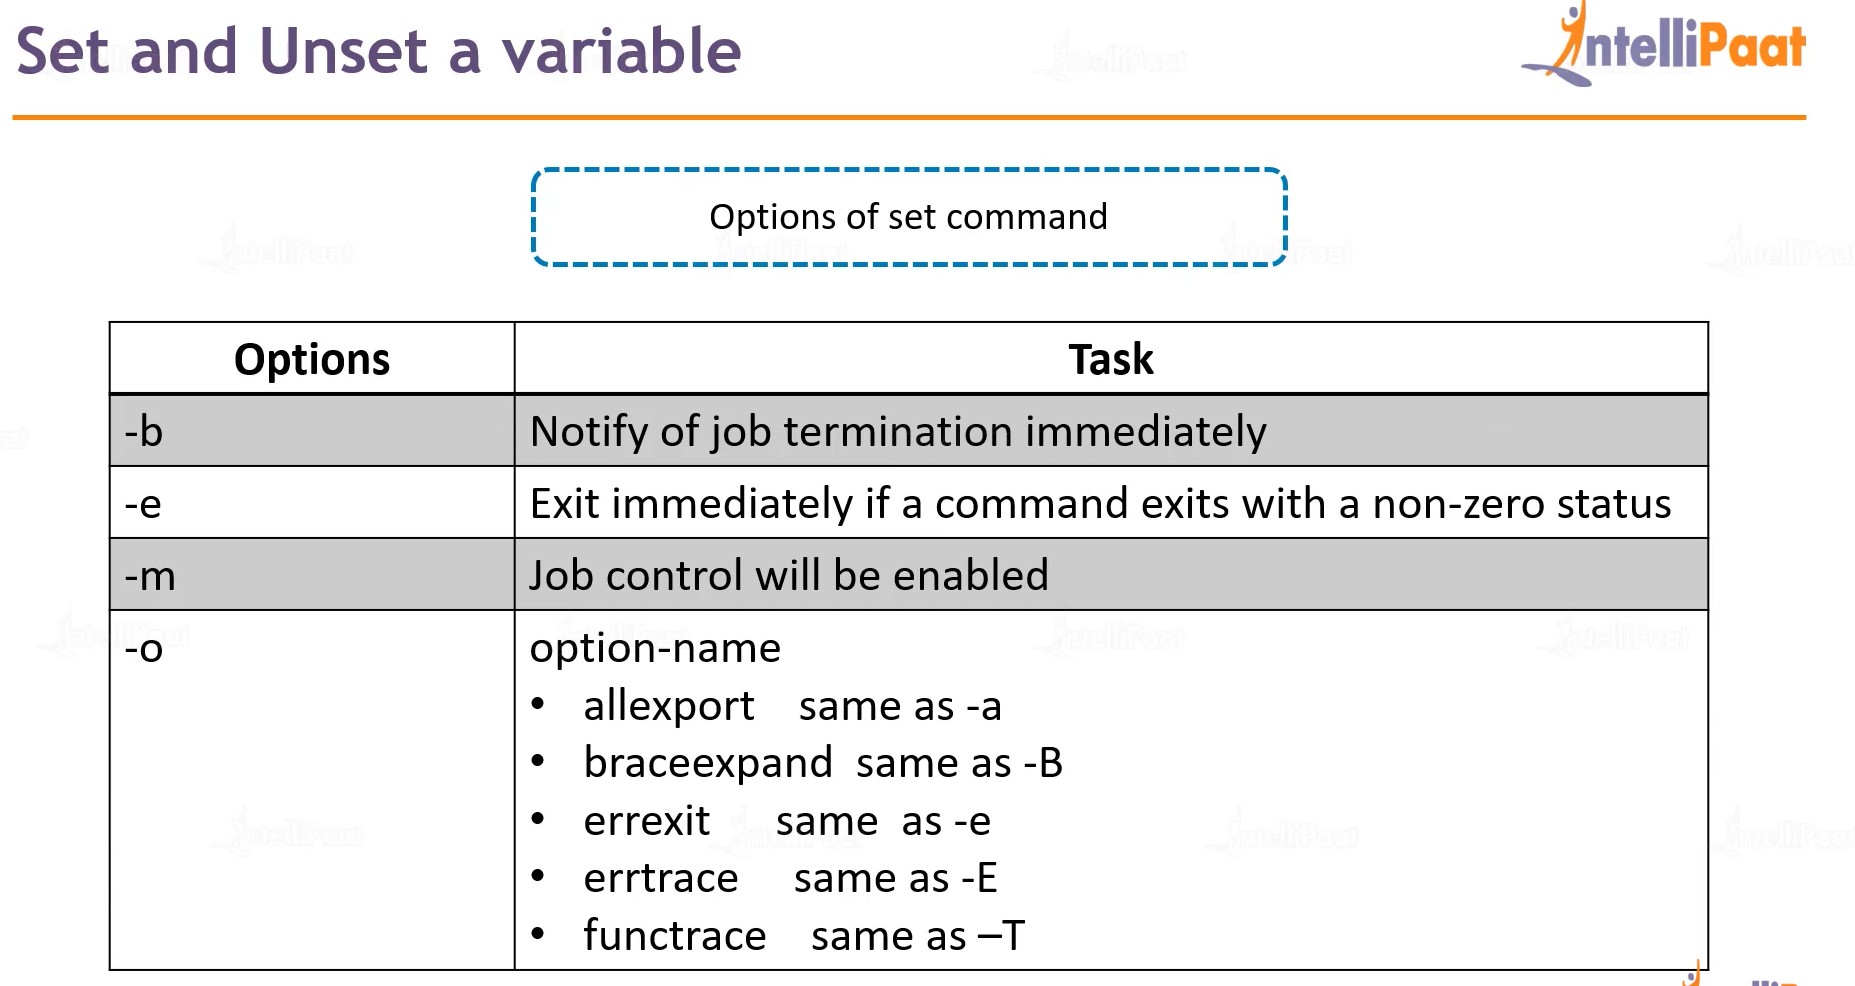 Set and Unset a variable
IntelliPaat
Options of set command
Options Task
-b Notify of job termination immediately
-e Exit immediately if a command exits with a non-zero status
-m Job control will be enabled
-o option-name
• allexport same as -a
• braceexpand same as -B
• errexit same as -e
• errtrace same as -E
• functrace same as –T